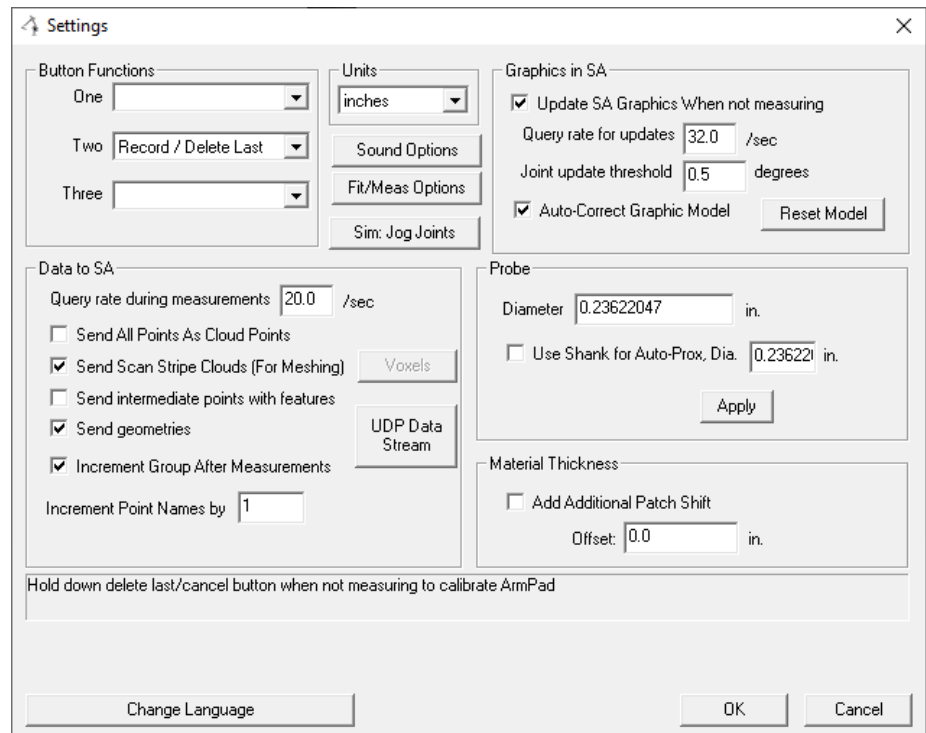 Settings
Button Functions
One
Two Record / Delete Last
Three
Units
inches
Sound Options
Fit/Meas Options
Sim: Jog Joints
Graphics in SA
Update SA Graphics When not measuring
Query rate for updates 32.0 /sec
Joint update threshold 0.5 degrees
Auto-Correct Graphic Model Reset Model
Data to SA
Query rate during measurements 20.0 /sec
Send All Points As Cloud Points
Send Scan Stripe Clouds (For Meshing) Voxels
Send intermediate points with features
Send geometries
UDP Data
Stream
Increment Group After Measurements
Increment Point Names by 1
Probe
Diameter 0.23622047 in.
Use Shank for Auto-Prox, Dia. 0.23622 in.
Apply
Material Thickness
Add Additional Patch Shift
Offset: 0.0 in.
Hold down delete last/cancel button when not measuring to calibrate ArmPad
Change Language OK Cancel